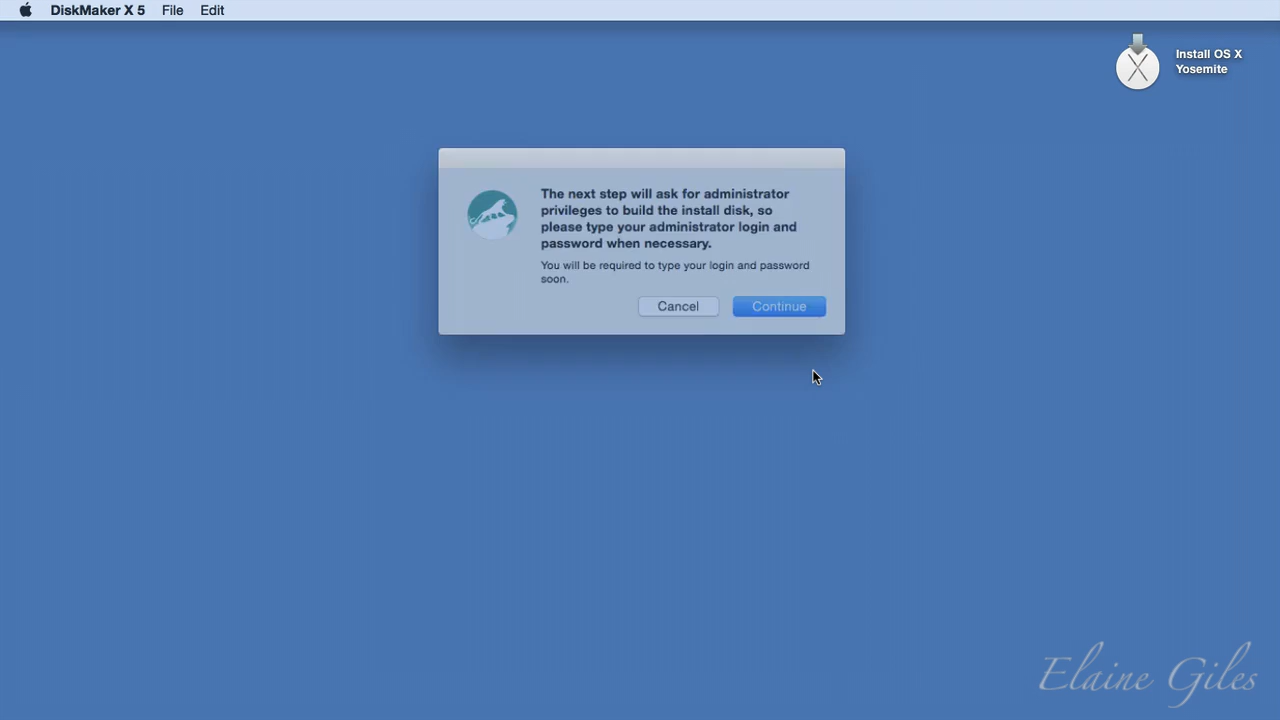 DiskMaker X 5 File Edit
Install OS X
Yosemite
The next step will ask for administrator
privileges to build the install disk, so
please type your administrator login and
password when necessary.
You will be required to type your login and password
soon.
Cancel Continue
Elaine Giles